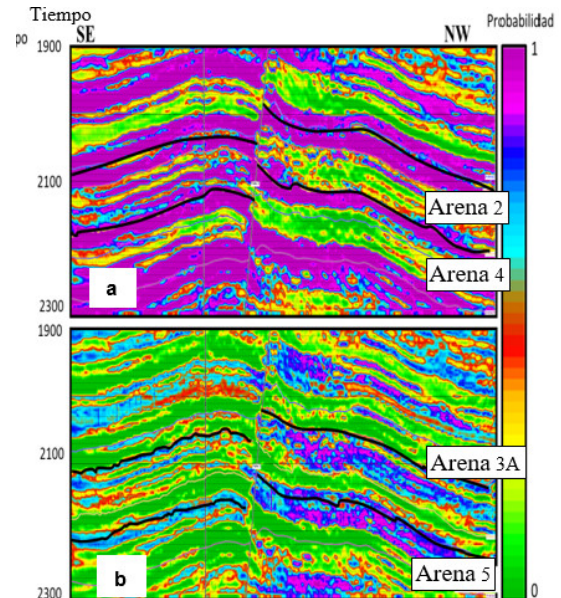 Tiempo
po SE NW Probabilidad
1900 1
2100
Arena 2
Arena 4
a
2300
1900
2100
Arena 3A
Arena 5
b
2300 0